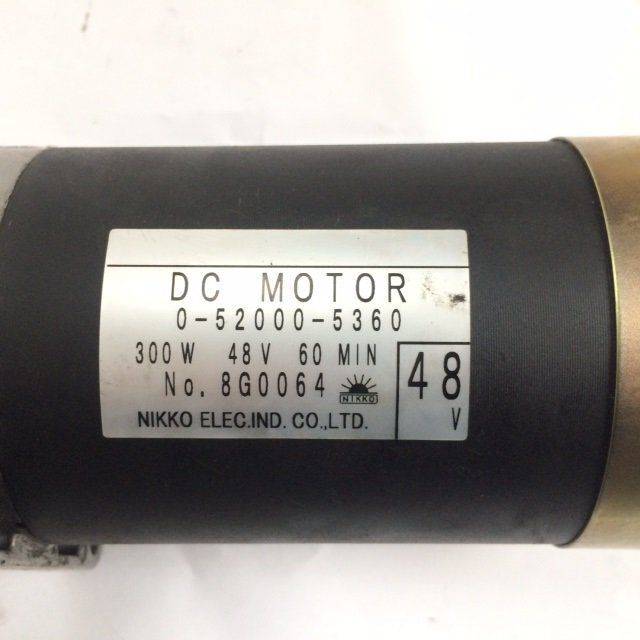 DC MOTOR
0-52000-5360
300W 48V 60 MIN
No. 8G0064 NIKKO
48 V
NIKKO ELEC.IND. CO.,LTD.